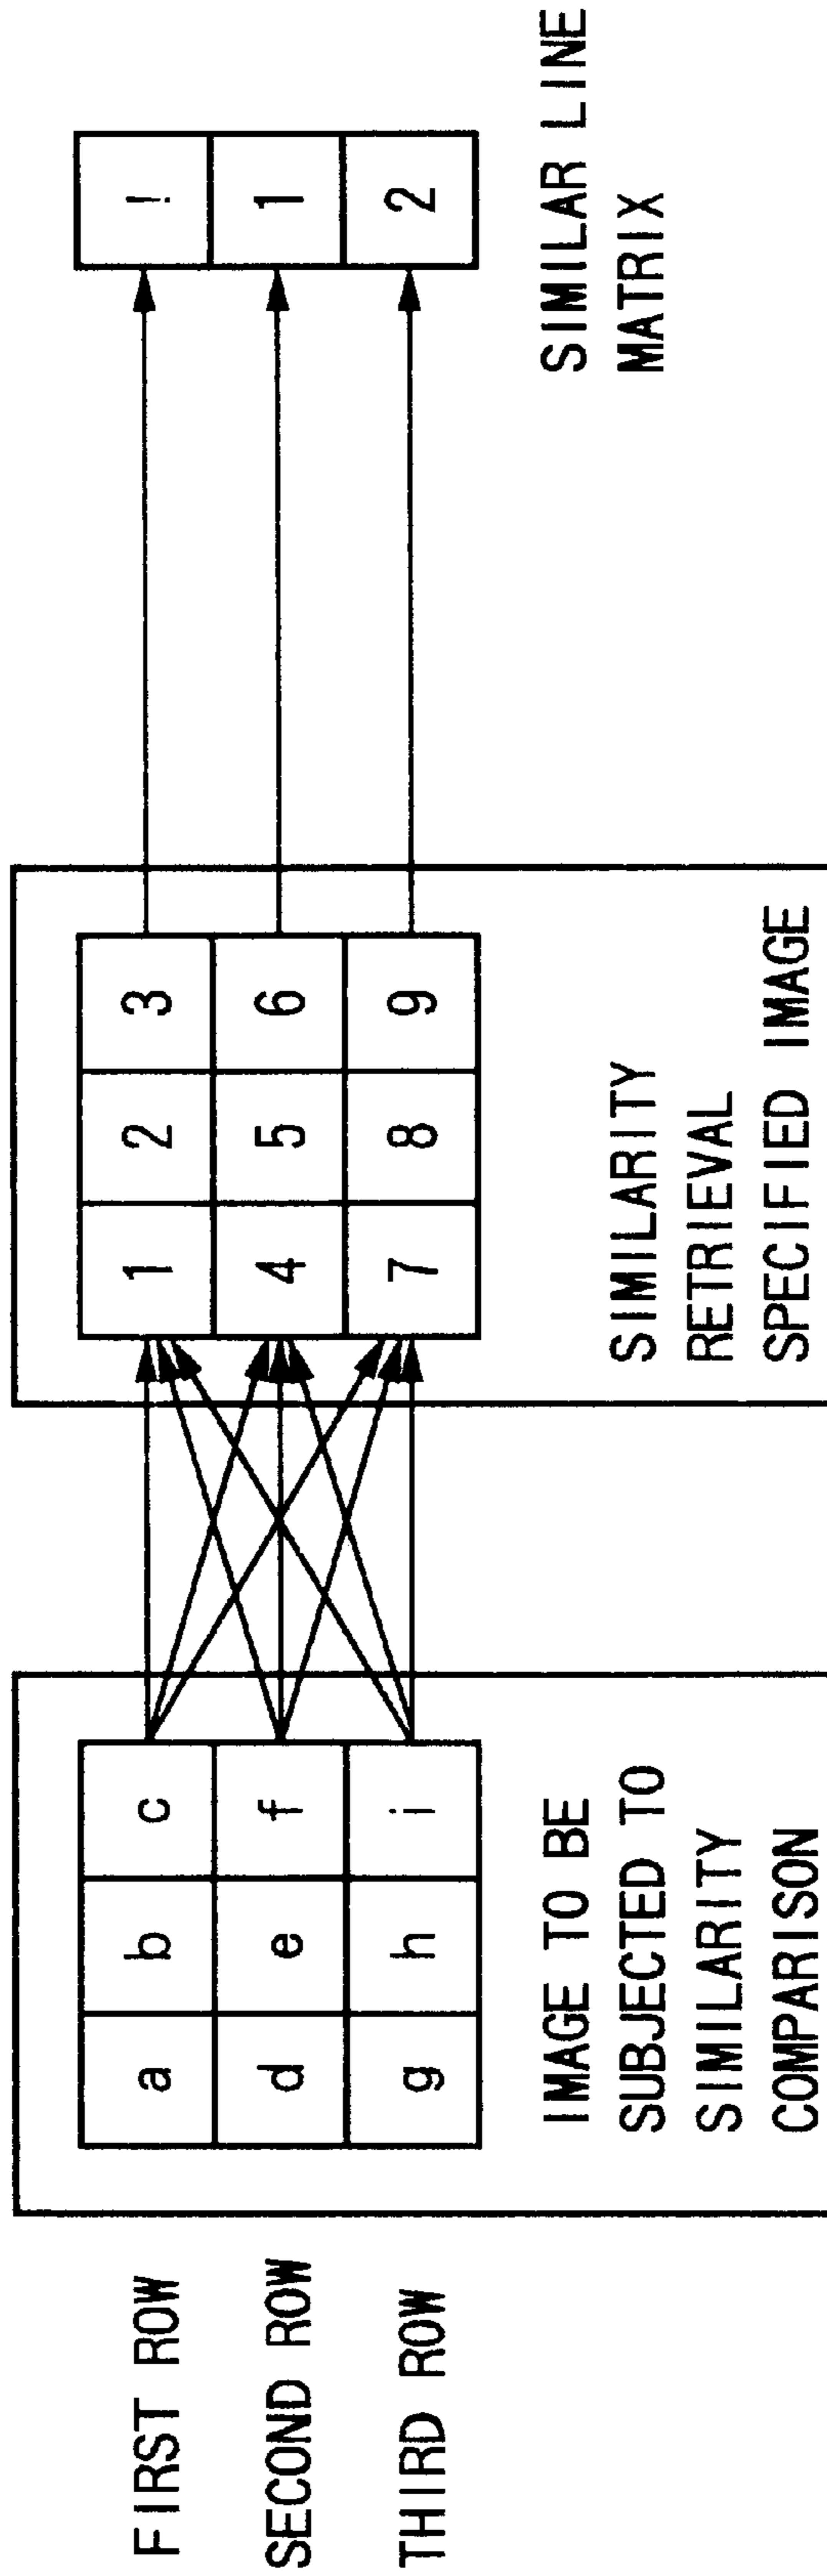 FIRST ROW
SECOND ROW
THIRD ROW
a b c
d e f
g h i
IMAGE TO BE
SUBJECTED TO
SIMILARITY
COMPARISON
1 2 3
4 5 6
7 8 9
SIMILARITY
RETRIEVAL
SPECIFIED IMAGE
!
1
2
SIMILAR LINE
MATRIX